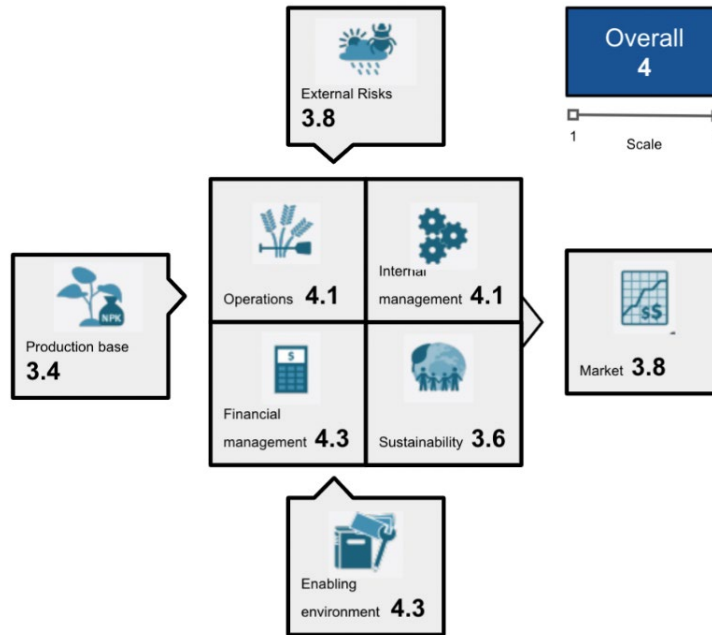 Overall
4
1
Scale
External Risks
3.8
Operations 4.1
Internal
management 4.1
NPK
Production base
3.4
$
Financial
management 4.3
Sustainability 3.6
s$
Market 3.8
Enabling
environment 4.3